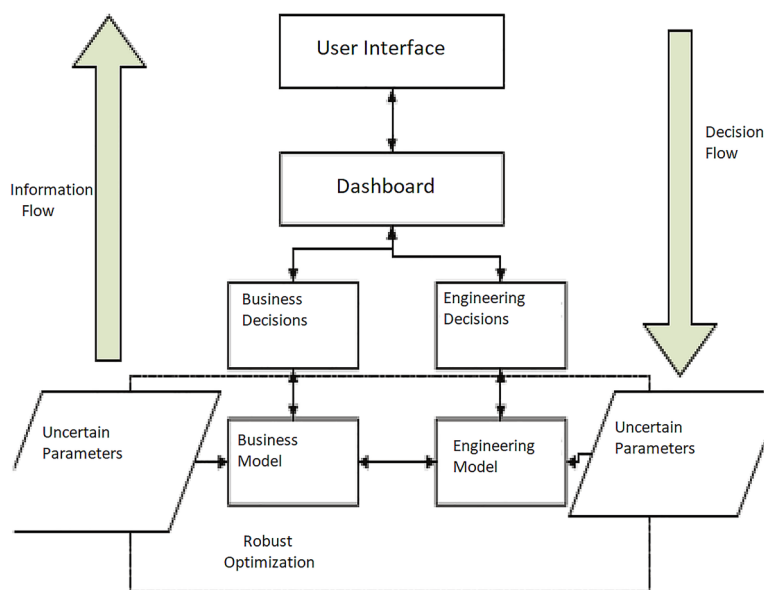 User Interface
Decision
Flow
Information
Flow
Dashboard
Business
Decisions
Engineering
Decisions
Uncertain
Parameters
Business
Model
Engineering
Model
Uncertain
Parameters
Robust
Optimization